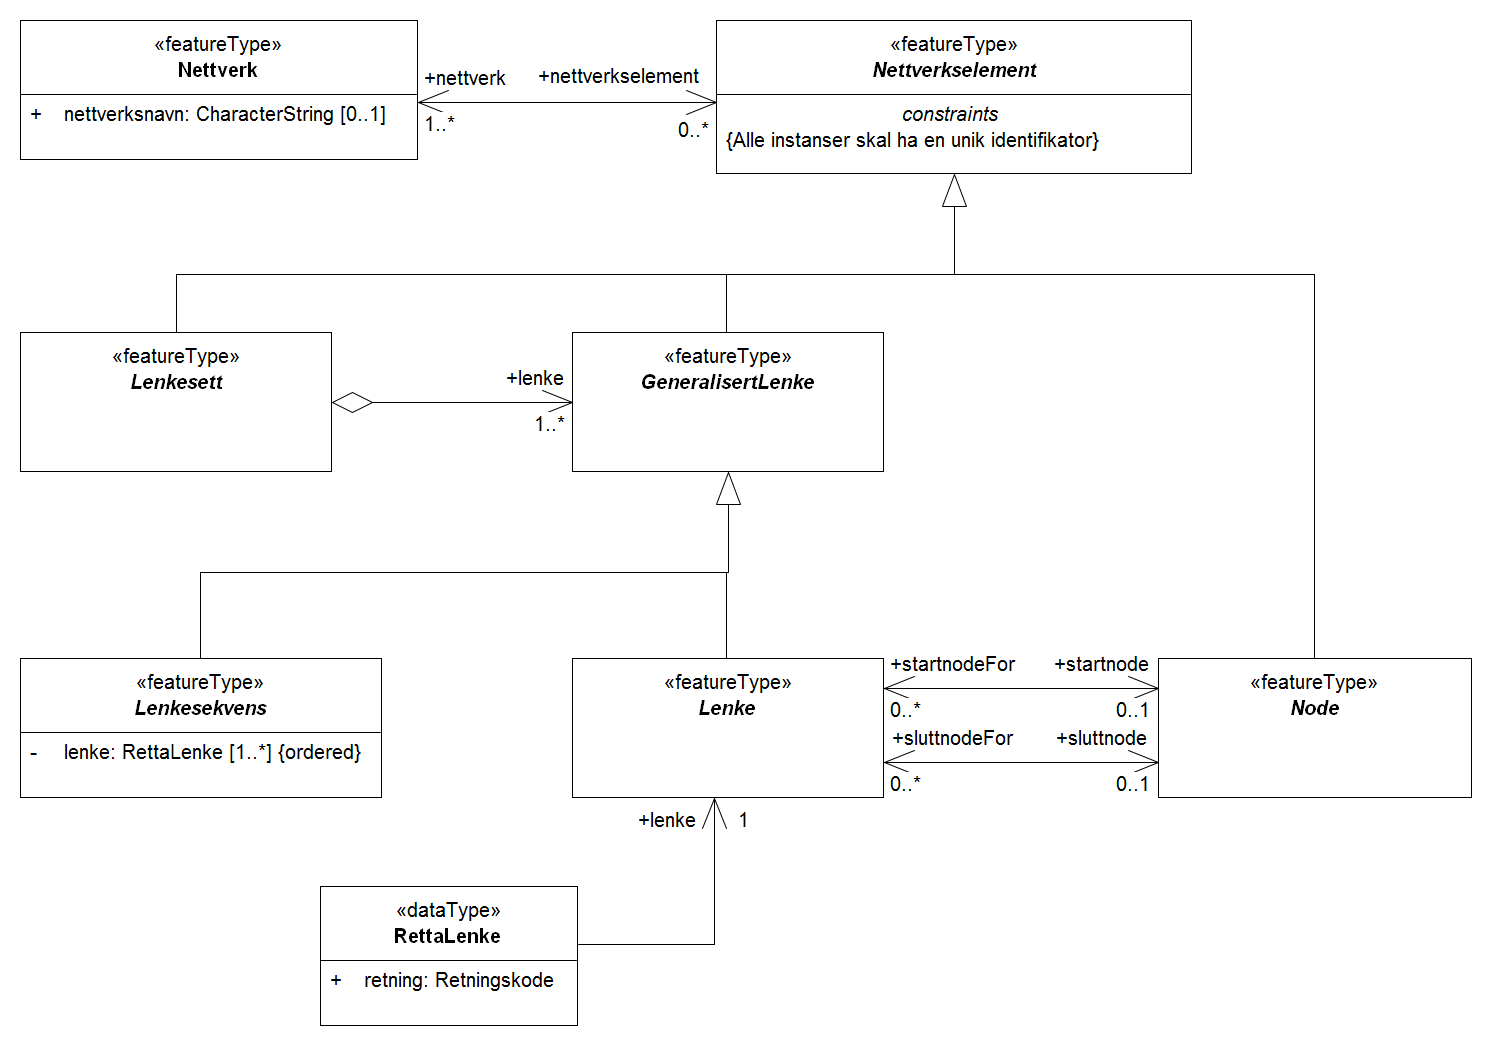 «featureType»
Nettverk
+ nettverksnavn: CharacterString [0..1]
+nettverk
1..*
+nettverkselement
0..*
«featureType»
Nettverkselement
constraints
{Alle instanser skal ha en unik identifikator}
«featureType»
Lenkesett
+lenke
1..*
«featureType»
GeneralisertLenke
«featureType»
Lenkesekvens
- lenke: RettaLenke [1..*] {ordered}
«featureType»
Lenke
+startnodeFor
0..*
+startnode
0..1
+sluttnodeFor
0..*
+sluttnode
0..1
«featureType»
Node
+lenke
1
«dataType»
RettaLenke
+ retning: Retningskode